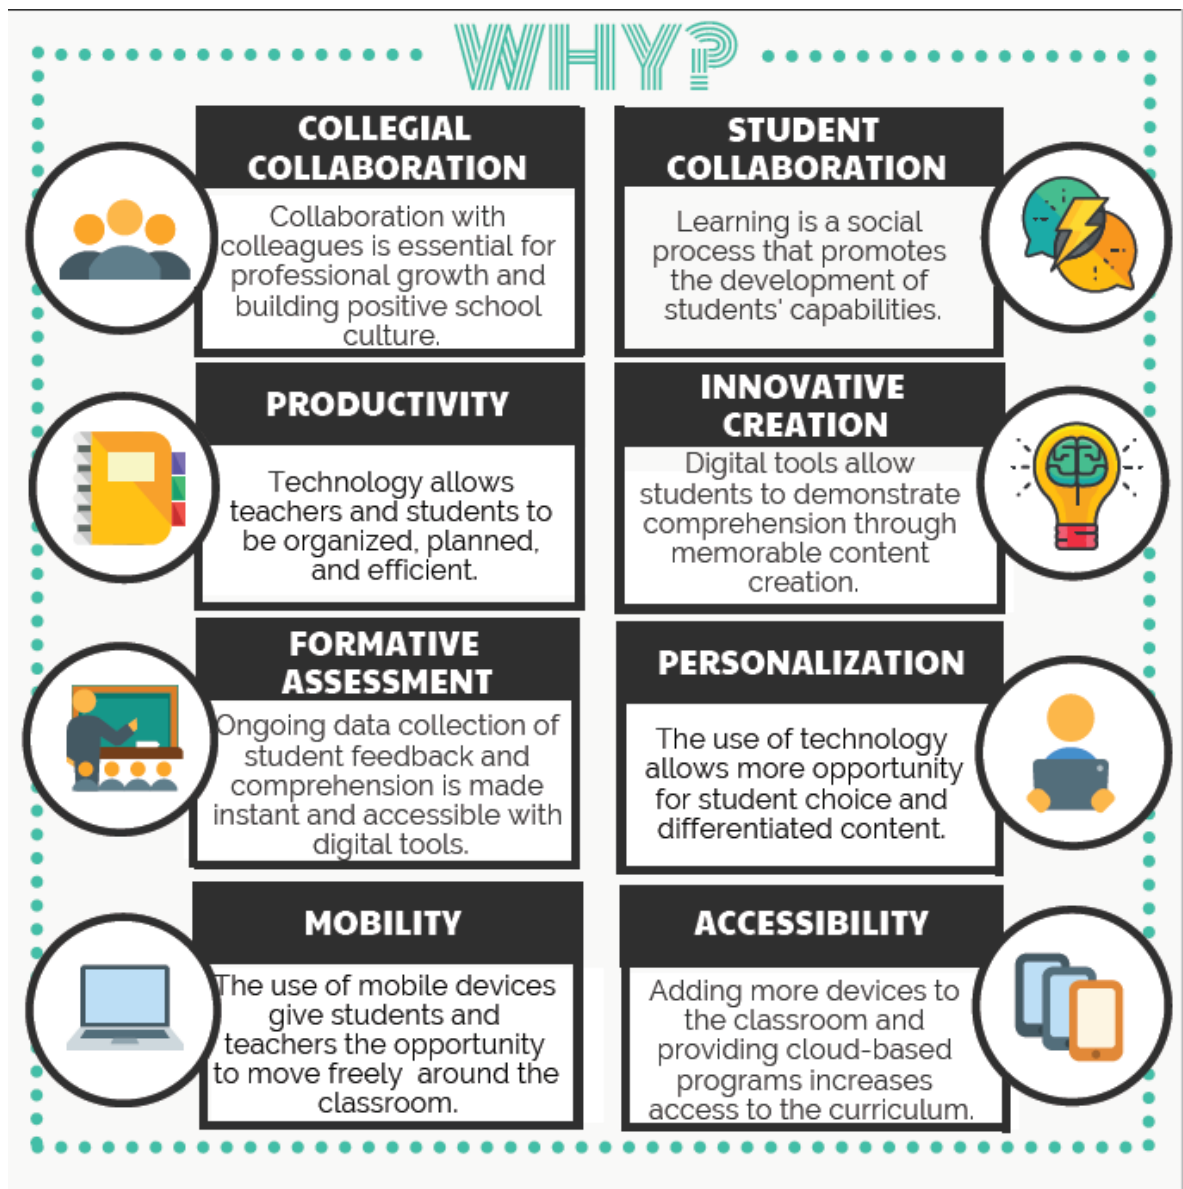 WHY?
COLLEGIAL
COLLABORATION
Collaboration with
colleagues is essential for
professional growth and
building positive school
culture.
STUDENT
COLLABORATION
Learning is a social
process that promotes
the development of
students' capabilities.
PRODUCTIVITY
Technology allows
teachers and students to
be organized, planned,
and efficient.
INNOVATIVE
CREATION
Digital tools allow
students to demonstrate
comprehension through
memorable content
creation.
FORMATIVE
ASSESSMENT
Ongoing data collection of
student feedback and
comprehension is made
instant and accessible with
digital tools.
PERSONALIZATION
The use of technology
allows more opportunity
for student choice and
differentiated content.
MOBILITY
The use of mobile devices
give students and
teachers the opportunity
to move freely around the
classroom.
ACCESSIBILITY
Adding more devices to
the classroom and
providing cloud-based
programs increases
access to the curriculum.